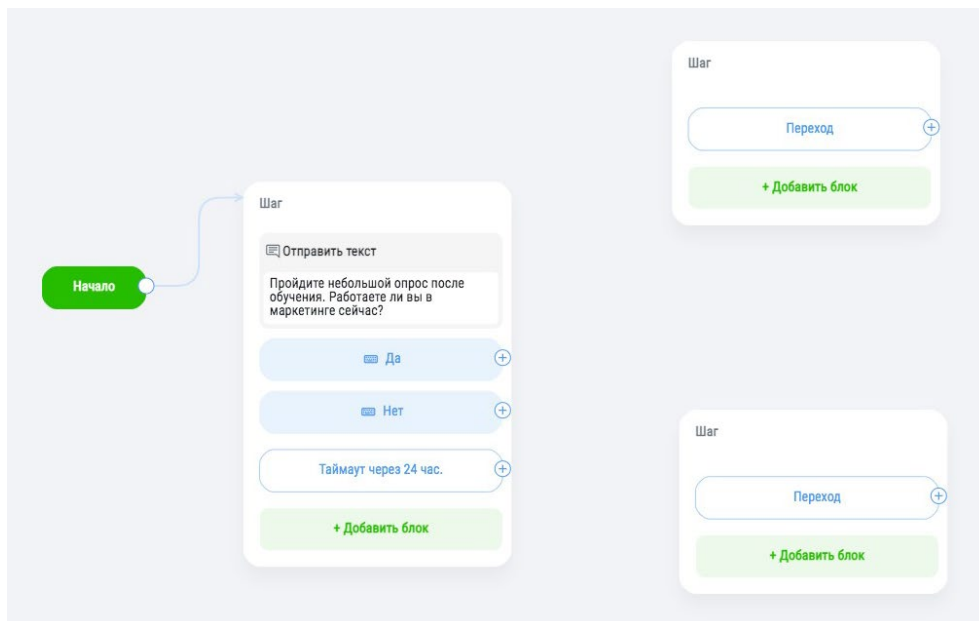 Начало
Шаг
Отправить текст
Пройдите небольшой опрос после
обучения. Работаете ли вы в
маркетинге сейчас?
Да
Нет
Таймаут через 24 час.
+ Добавить блок
Шаг
Переход
+ Добавить блок
Шаг
Переход
+ Добавить блок